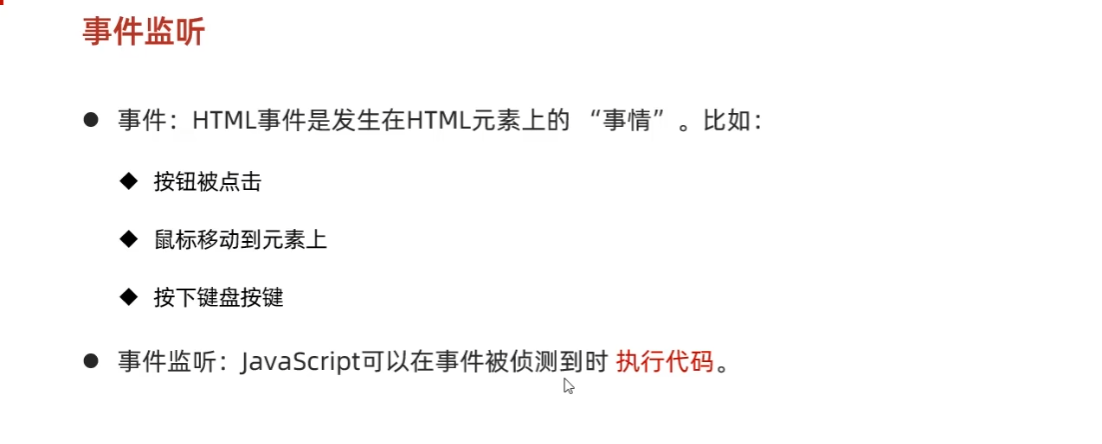 事件监听
● 事件：HTML事件是发生在HTML元素上的 “事情” 。比如：
◆ 按钮被点击
◆ 鼠标移动到元素上
◆ 按下键盘按键
● 事件监听：JavaScript可以在事件被侦测到时 执行代码。